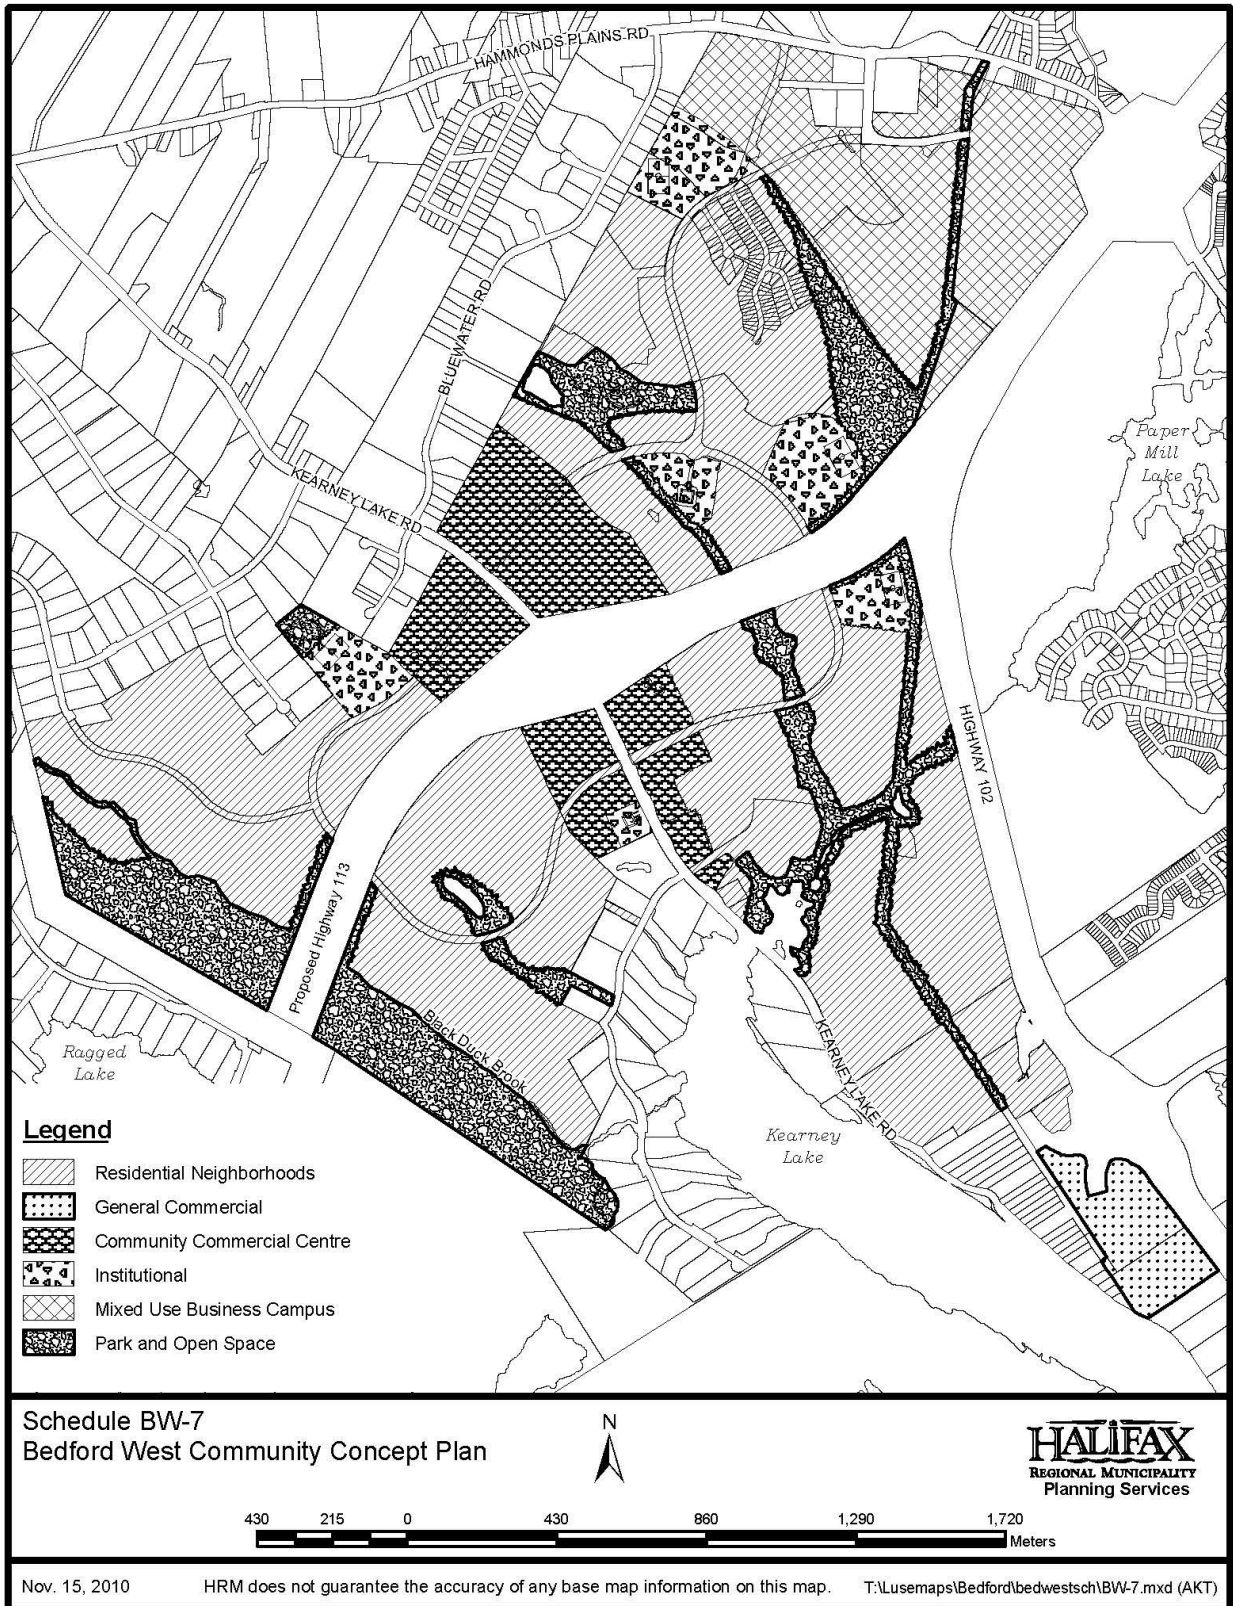 HAMMONDS PLAINS RD
BLUEWATER RD
KEARNEY LAKE RD
Paper
Mill
Lake
HIGHWAY 102
Proposed Highway 113
Ragged
Lake
Back Duck Brook
KEARNEY LAKE RD
Kearney
Lake
Legend
Residential Neighborhoods
General Commercial
Community Commercial Centre
Institutional
Mixed Use Business Campus
Park and Open Space
Schedule BW-7
Bedford West Community Concept Plan
N
HALIFAX
REGIONAL MUNICIPALITY
Planning Services
430 215 0 430 860 1,290 1,720
Meters
Nov. 15, 2010 HRM does not guarantee the accuracy of any base map information on this map. T:\Lusemaps\Bedford\bedwestsch\BW-7.mxd (AKT)